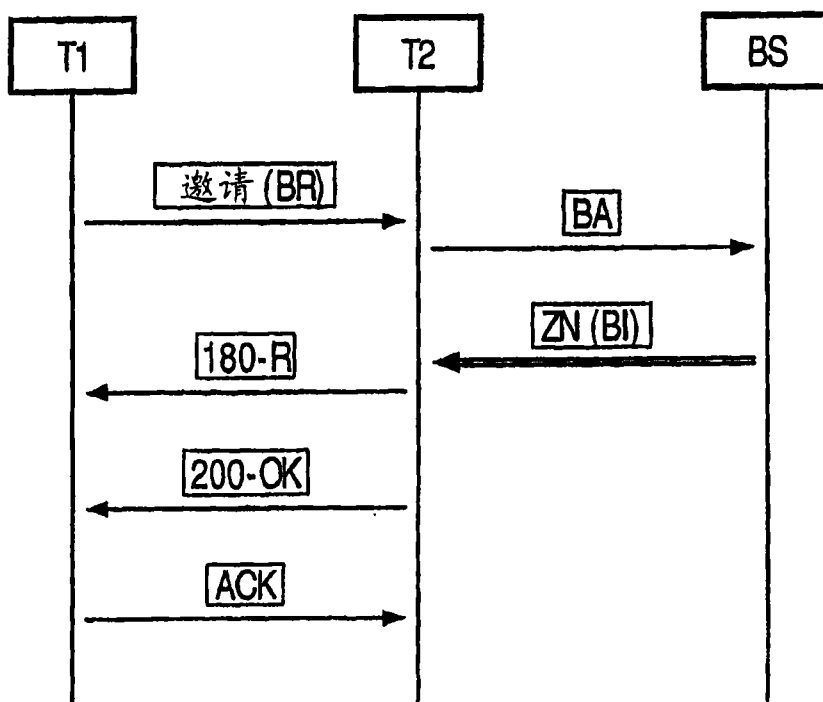 T1
T2
BS
邀请 (BR)
BA
ZN (BI)
180-R
200-OK
ACK